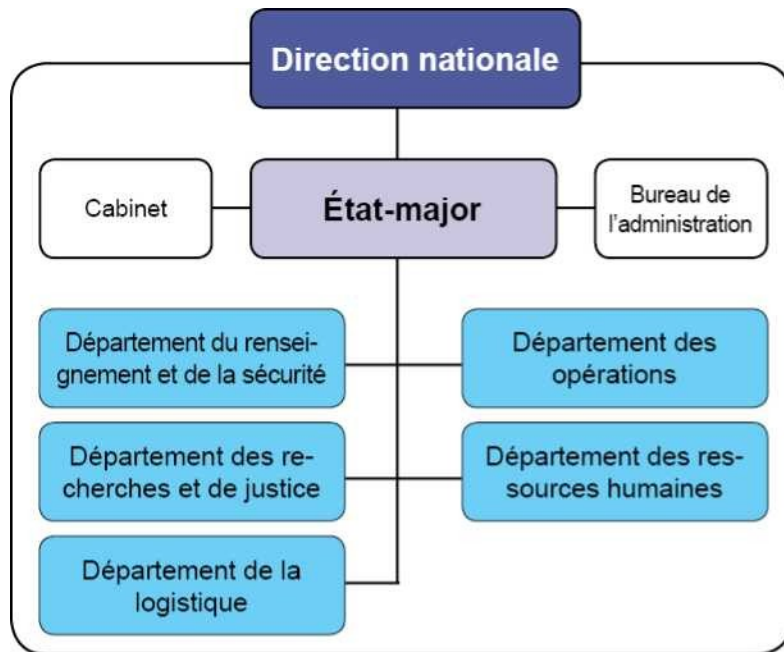 Direction nationale
Cabinet
État-major
Bureau de
l'administration
Département du rensei-
gnement et de la sécurité
Département des
opérations
Département des re-
cherches et de justice
Département des res-
sources humaines
Département de la
logistique